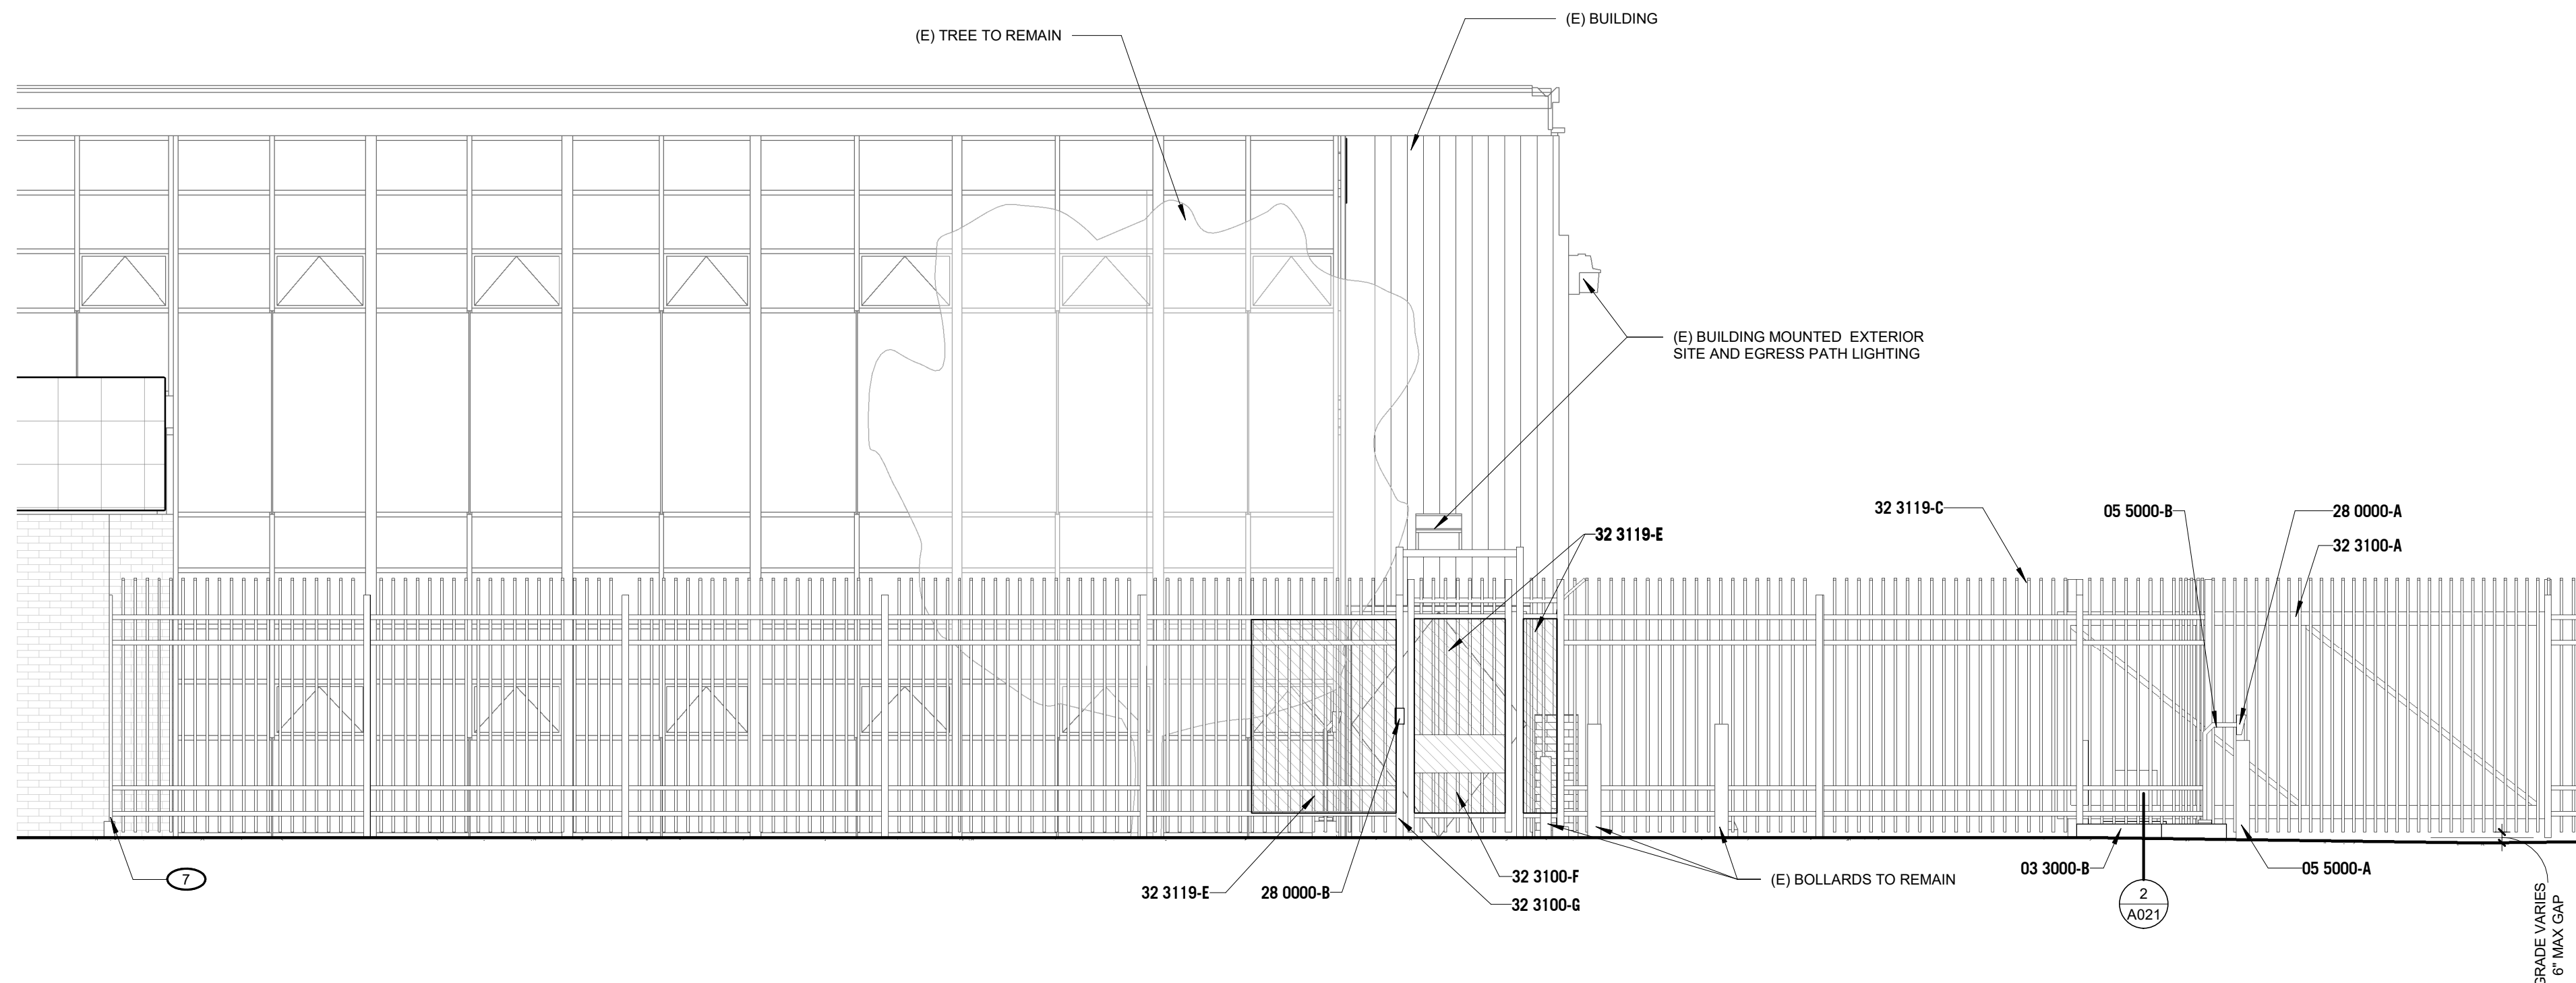 (E) BUILDING
(E) TREE TO REMAIN
(E) BUILDING MOUNTED EXTERIOR
SITE AND EGRESS PATH LIGHTING
32 3119-C
05 5000-B
28 0000-A
32 3119-E
32 3100-A
7
32 3119-E
28 0000-B
32 3100-F
32 3100-G
(E) BOLLARDS TO REMAIN
03 3000-B
05 5000-A
2
A021
GRADE VARIES
6" MAX GAP